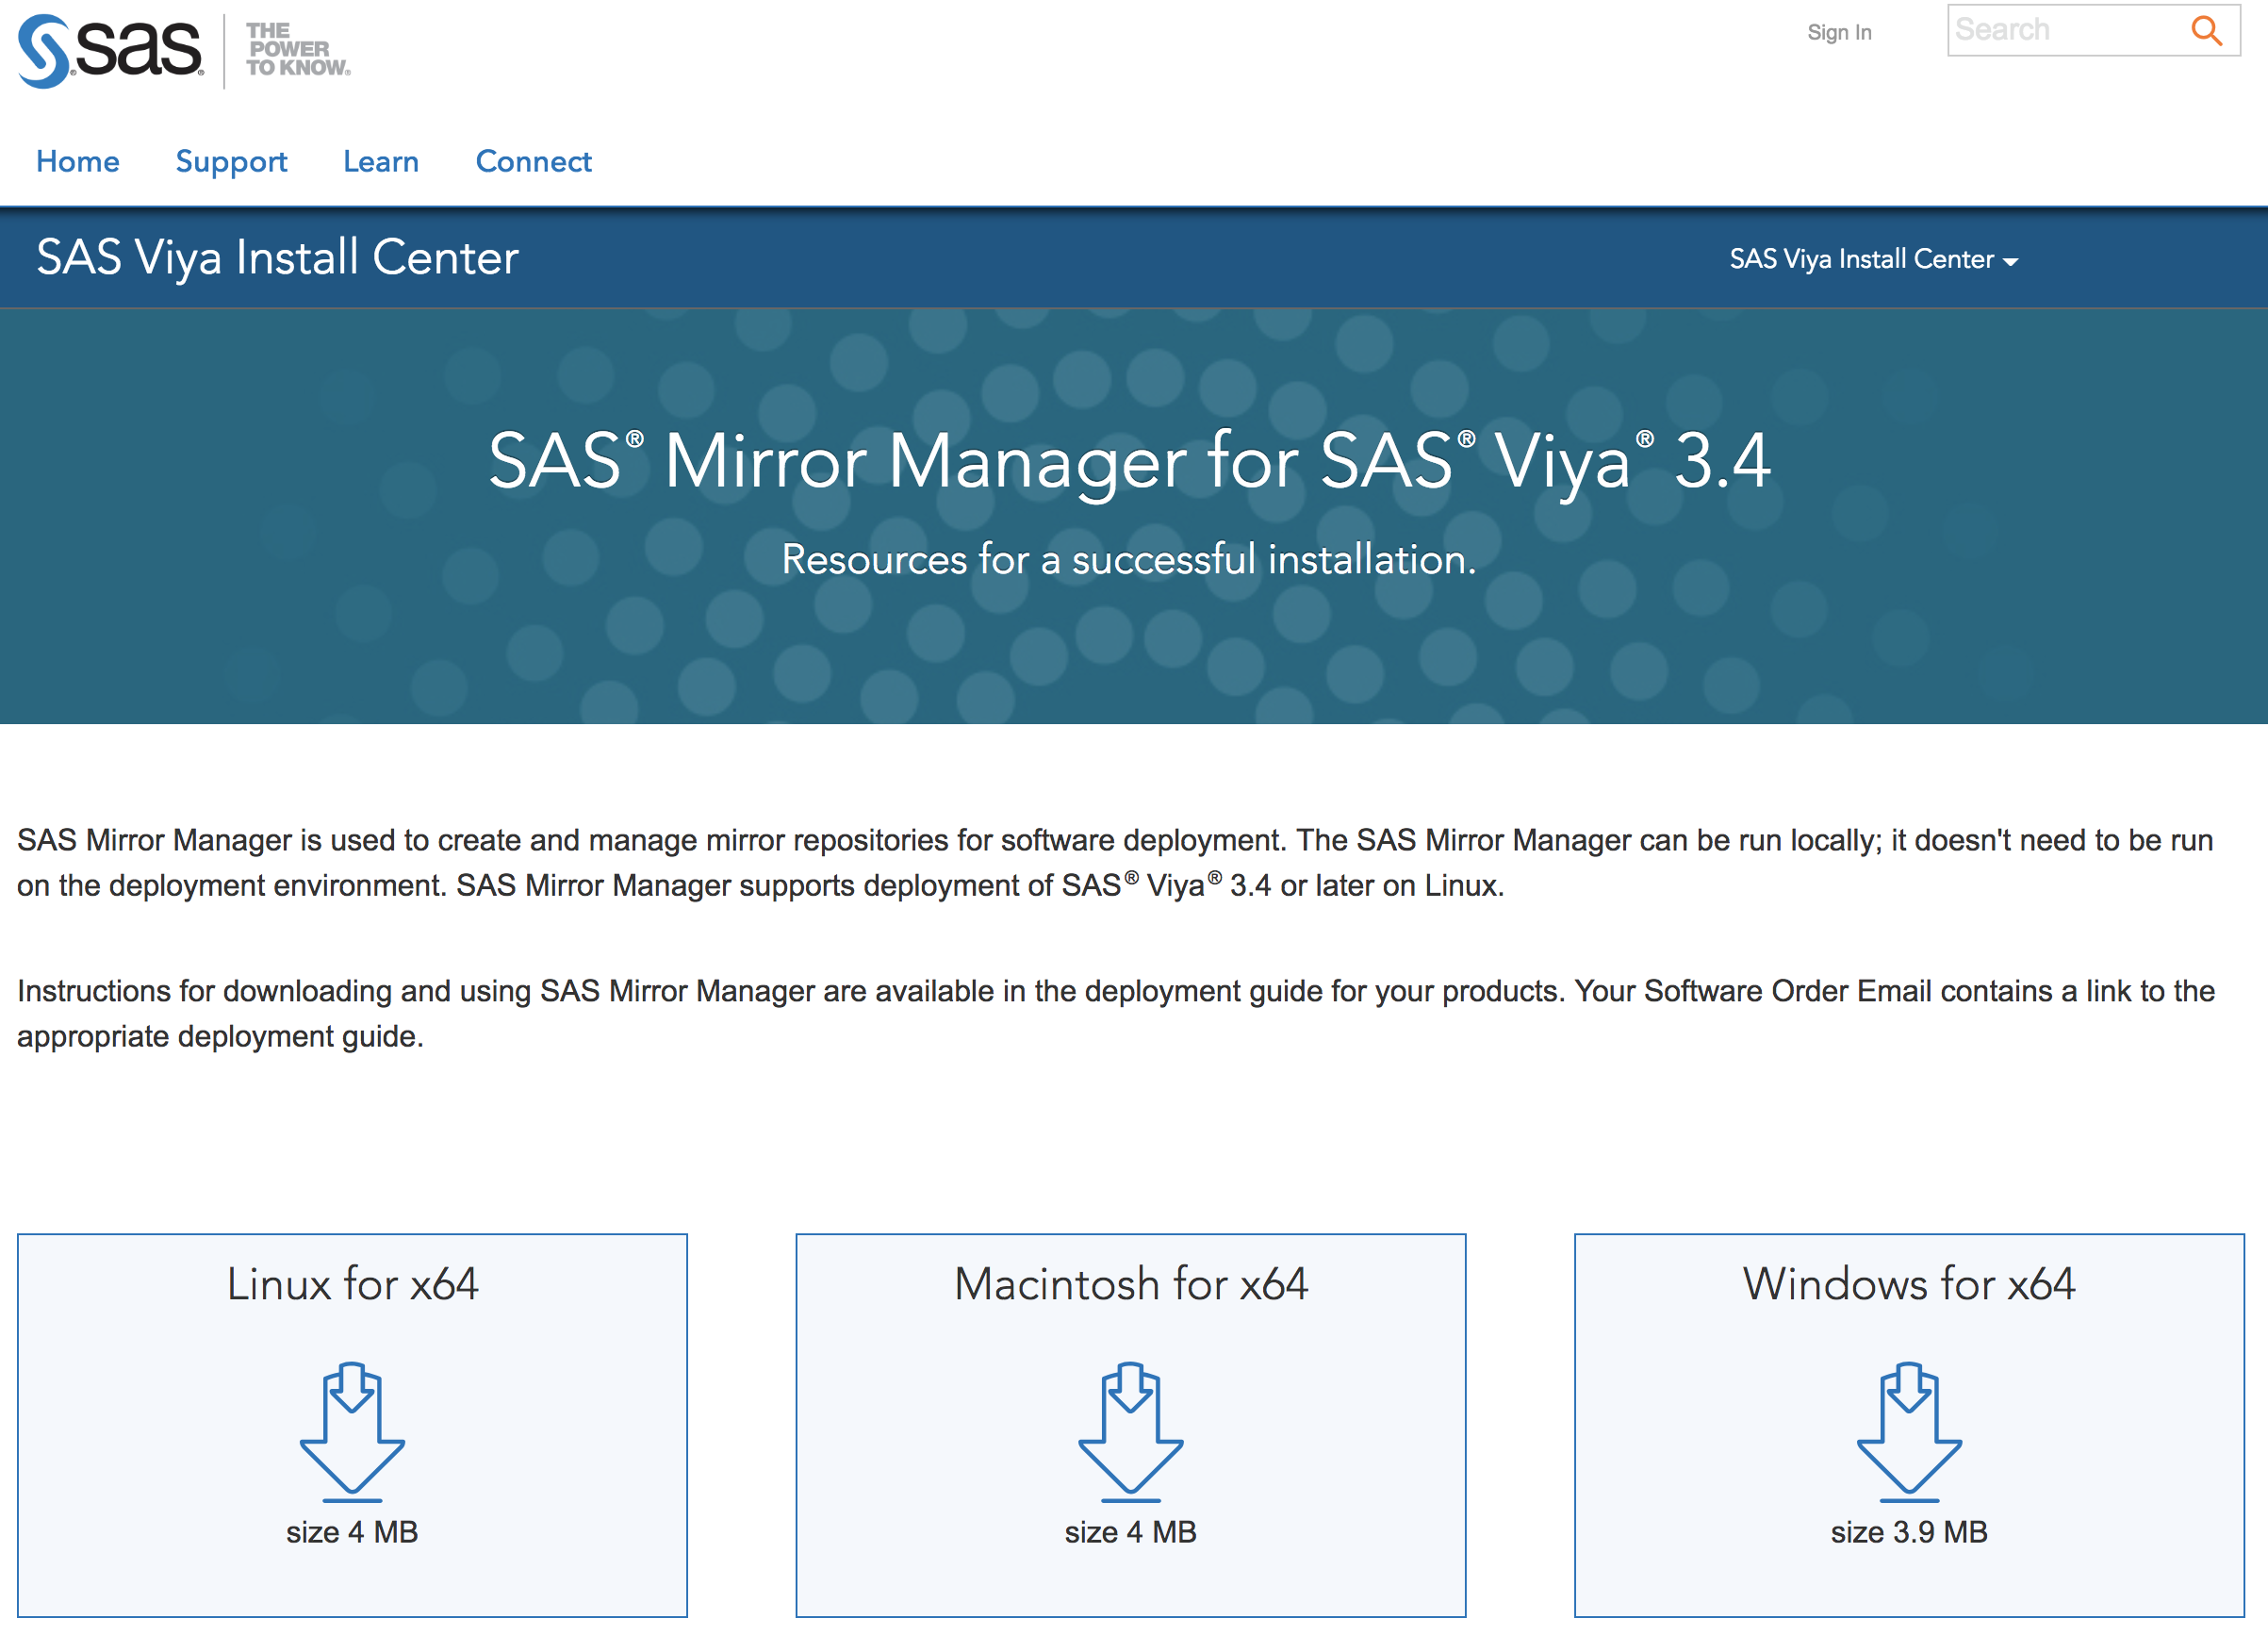 sas
THE
POWER
TO KNOW®
Sign In
Search
Home Support Learn Connect
SAS Viya Install Center
SAS Viya Install Center
SAS® Mirror Manager for SAS® Viya® 3.4
Resources for a successful installation.
SAS Mirror Manager is used to create and manage mirror repositories for software deployment. The SAS Mirror Manager can be run locally; it doesn't need to be run
on the deployment environment. SAS Mirror Manager supports deployment of SAS® Viya® 3.4 or later on Linux.
Instructions for downloading and using SAS Mirror Manager are available in the deployment guide for your products. Your Software Order Email contains a link to the
appropriate deployment guide.
Linux for x64
size 4 MB
Macintosh for x64
size 4 MB
Windows for x64
size 3.9 MB